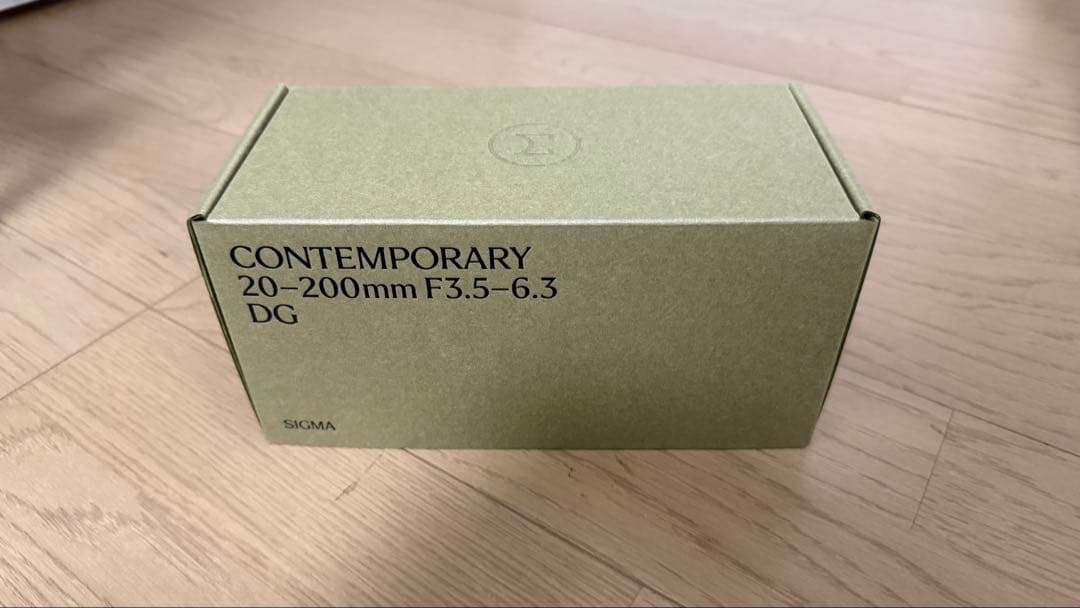 CONTEMPORARY
20–200mm F3.5–6.3
DG
SIGMA